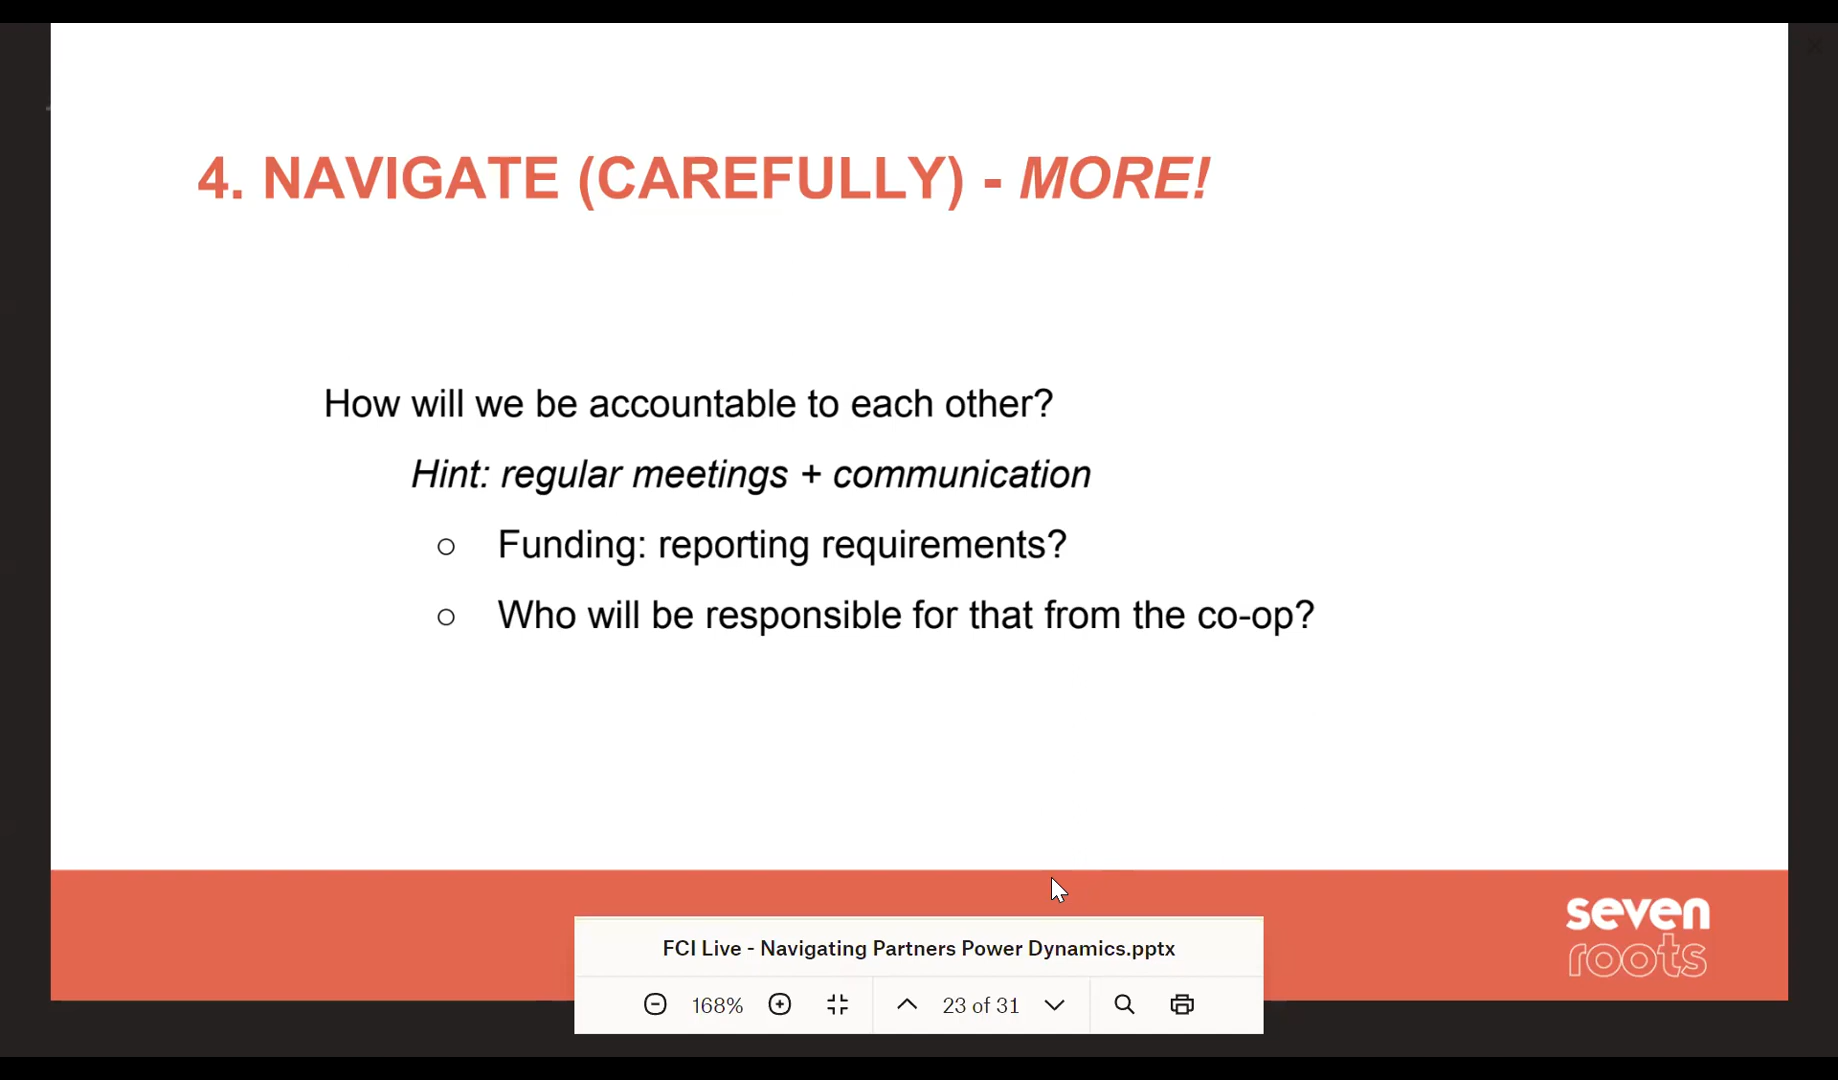 4. NAVIGATE (CAREFULLY) - MORE!
How will we be accountable to each other?
Hint: regular meetings + communication
○ Funding: reporting requirements?
○ Who will be responsible for that from the co-op?
seven
roots
FCI Live - Navigating Partners Power Dynamics.pptx
168%
23 of 31